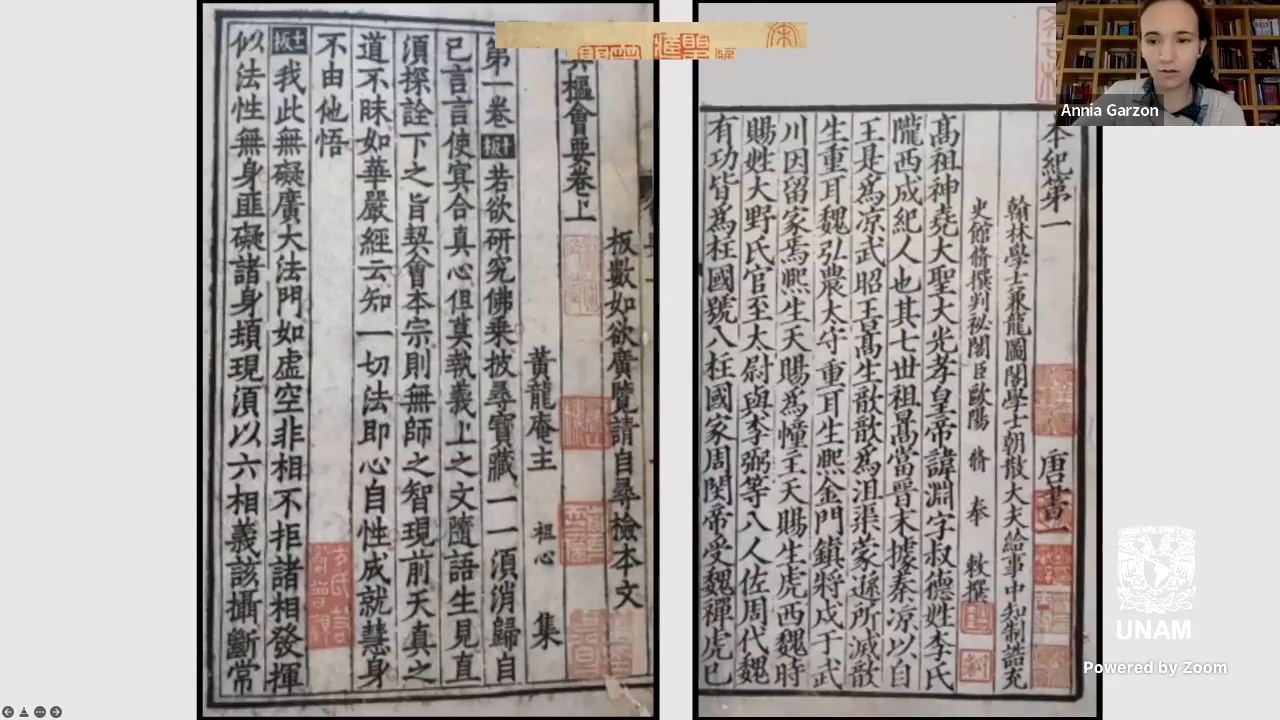 板數如欲廣覽請自尋檢本文
樞會要卷上
黃龍庵主 祖心 集
第一卷 十板 若欲研究佛乘披尋寶藏一一須消歸自
已言言使冥合真心但莫執義上之文隨語生見直
須探詮下之旨契會本宗則無師之智現前天真之
道不昧如華嚴經云知一切法即心自性成就慧身
不由他悟
十一板 我此無礙廣大法門如虛空非相不拒諸相發揮
似法性無身匪礙諸身頓現須以六相義該攝斷常
本紀第一 唐書一
翰林學士兼龍圖閣學士朝散大夫給事中知制誥充
史館脩撰判祕閣臣歐陽 脩 奉 敕撰
高祖神堯大聖大光孝皇帝諱淵字叔德姓李氏
隴西成紀人也其七世祖暠當晉末據秦凉以自
王是爲凉武昭王暠生歆歆爲沮渠蒙遜所滅歆
生重耳魏弘農太守重耳生熙金門鎮將戍于武
川因留家焉熙生天賜爲幢主天賜生虎西魏時
賜姓大野氏官至太尉與李弼等八人佐周代魏
有功皆爲柱國號八柱國家周閔帝受魏禪虎已
Annia Garzon
UNAM
Powered by Zoom